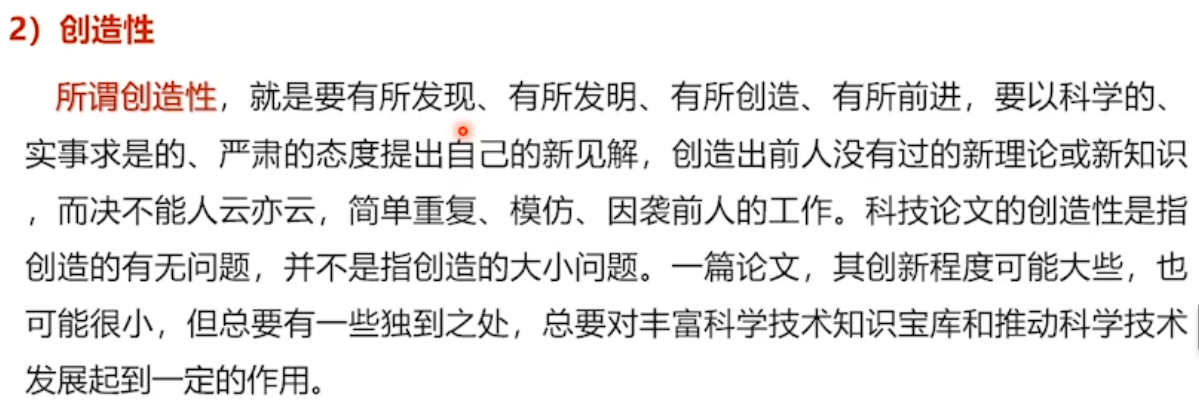 2）创造性
所谓创造性，就是要有所发现、有所发明、有所创造、有所前进，要以科学的、
实事求是的、严肃的态度提出自己的新见解，创造出前人没有过的新理论或新知识
，而决不能人云亦云，简单重复、模仿、因袭前人的工作。科技论文的创造性是指
创造的有无问题，并不是指创造的大小问题。一篇论文，其创新程度可能大些，也
可能很小，但总要有一些独到之处，总要对丰富科学技术知识宝库和推动科学技术
发展起到一定的作用。